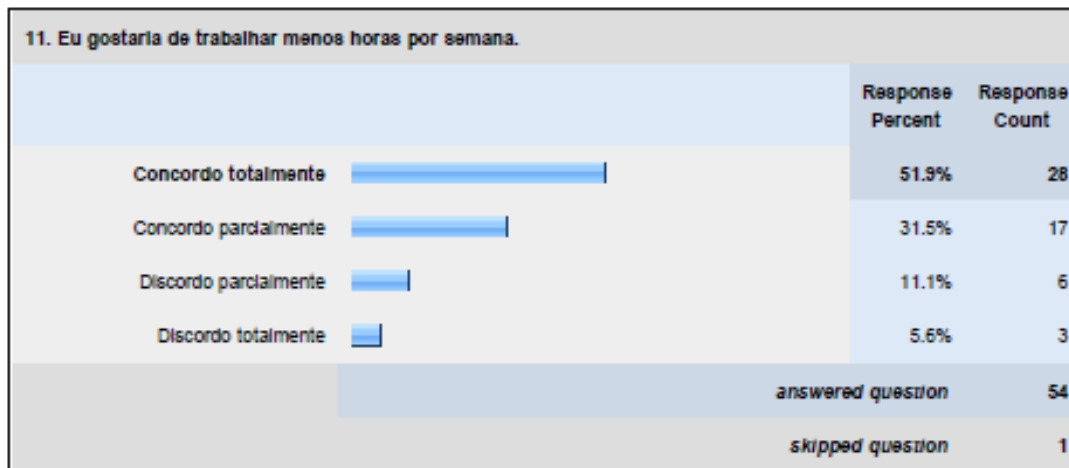 11. Eu gostaria de trabalhar menos horas por semana.
Response Percent
Response Count
Concordo totalmente 51.9% 28
Concordo parcialmente 31.5% 17
Discordo parcialmente 11.1% 6
Discordo totalmente 5.6% 3
answered question 54
skipped question 1